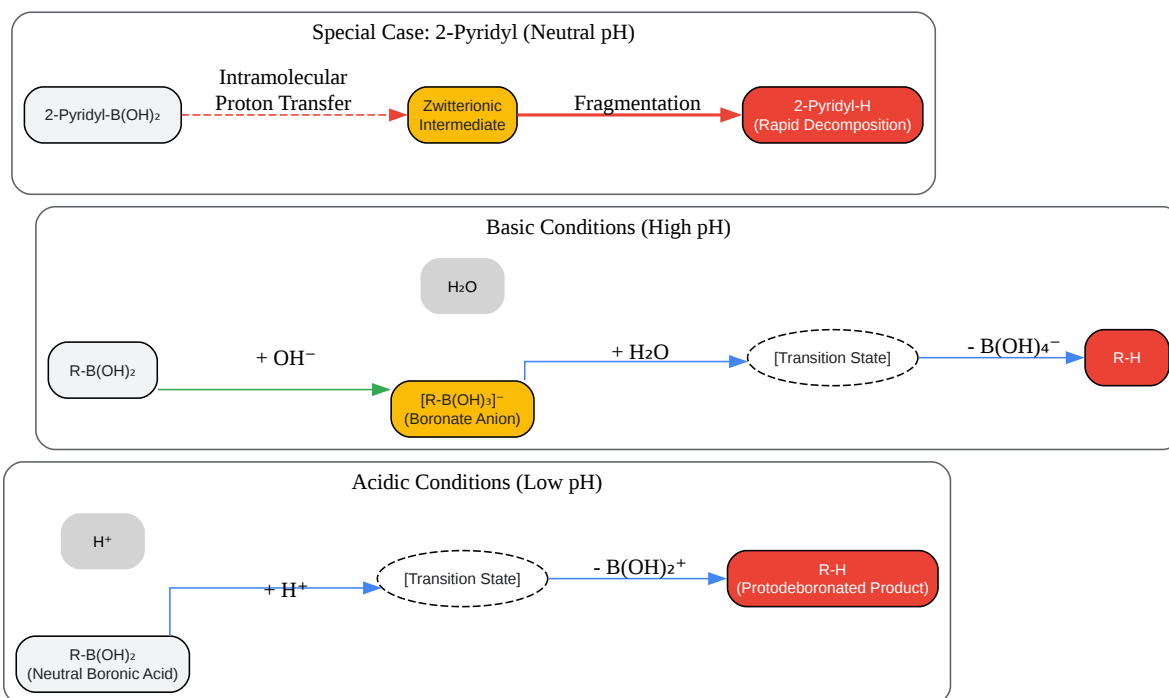 Special Case: 2-Pyridyl (Neutral pH)
2-Pyridyl-B(OH)₂
Intramolecular
Proton Transfer
Zwitterionic
Intermediate
Fragmentation
2-Pyridyl-H
(Rapid Decomposition)
Basic Conditions (High pH)
H₂O
R-B(OH)₂
+ OH⁻
[R-B(OH)₃]⁻
(Boronate Anion)
+ H₂O
[Transition State]
- B(OH)₄⁻
R-H
Acidic Conditions (Low pH)
H⁺
R-B(OH)₂
(Neutral Boronic Acid)
+ H⁺
[Transition State]
- B(OH)₂⁺
R-H
(Protodeboronated Product)